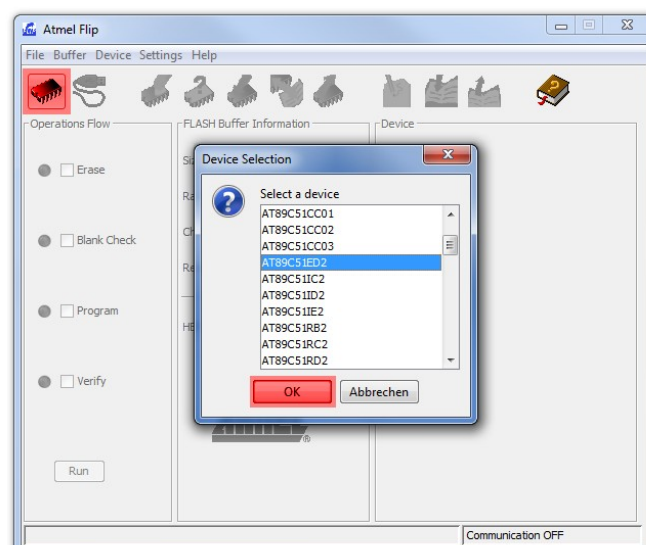 Atmel Flip
File Buffer Device Settings Help
Operations Flow
FLASH Buffer Information
Device
Erase
Blank Check
Program
Verify
Run
Device Selection
Select a device
AT89C51CC01
AT89C51CC02
AT89C51CC03
AT89C51ED2
AT89C51IC2
AT89C51ID2
AT89C51IE2
AT89C51RB2
AT89C51RC2
AT89C51RD2
OK
Abbrechen
Communication OFF